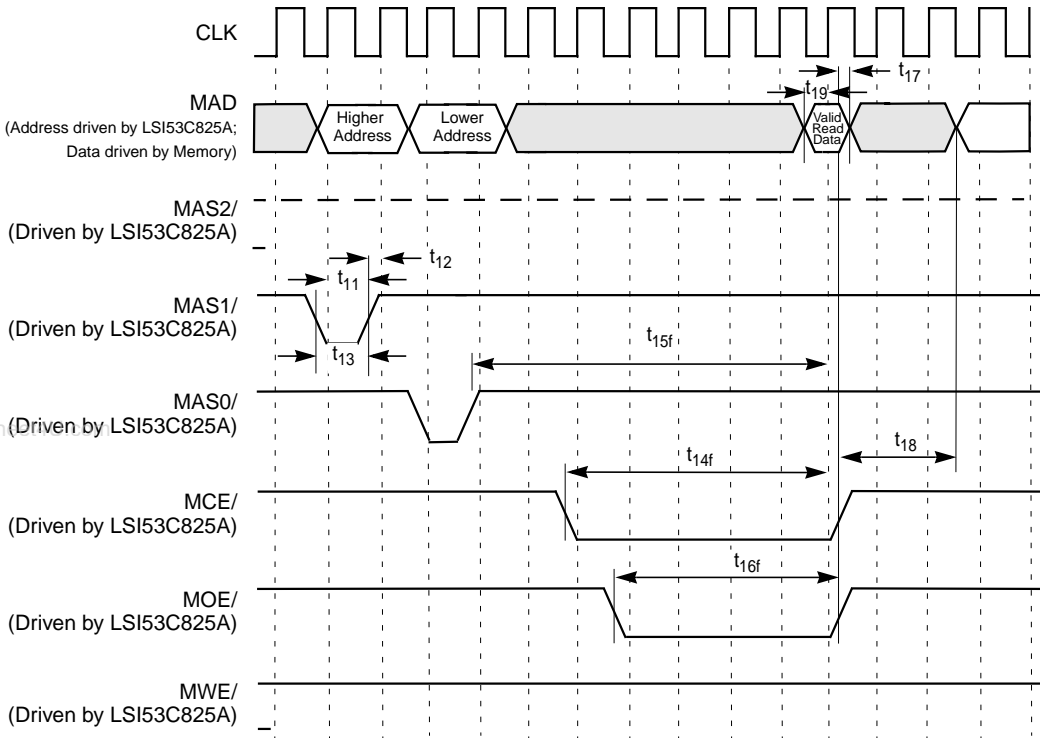 CLK
t17
t19
MAD
(Address driven by LSI53C825A;
Data driven by Memory)
Higher
Address
Lower
Address
Valid
Read
Data
MAS2/
(Driven by LSI53C825A)
t12
t11
MAS1/
(Driven by LSI53C825A)
t13
t15f
MAS0/
(Driven by LSI53C825A)
t18
t14f
MCE/
(Driven by LSI53C825A)
t16f
MOE/
(Driven by LSI53C825A)
MWE/
(Driven by LSI53C825A)